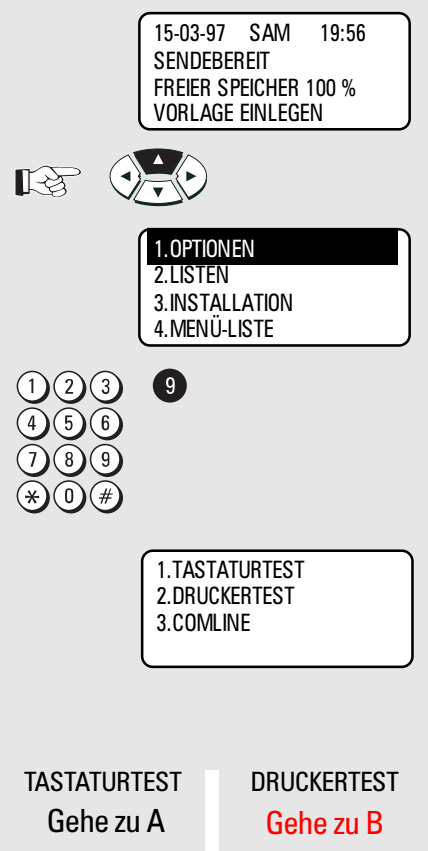 15-03-97 SAM 19:56
SENDEBEREIT
FREIER SPEICHER 100 %
VORLAGE EINLEGEN
1.OPTIONEN
2.LISTEN
3.INSTALLATION
4.MENÜ-LISTE
1 2 3 9
4 5 6
7 8 9
* 0 #
1.TASTATURTEST
2.DRUCKERTEST
3.COMLINE
TASTATURTEST
Gehe zu A
DRUCKERTEST
Gehe zu B